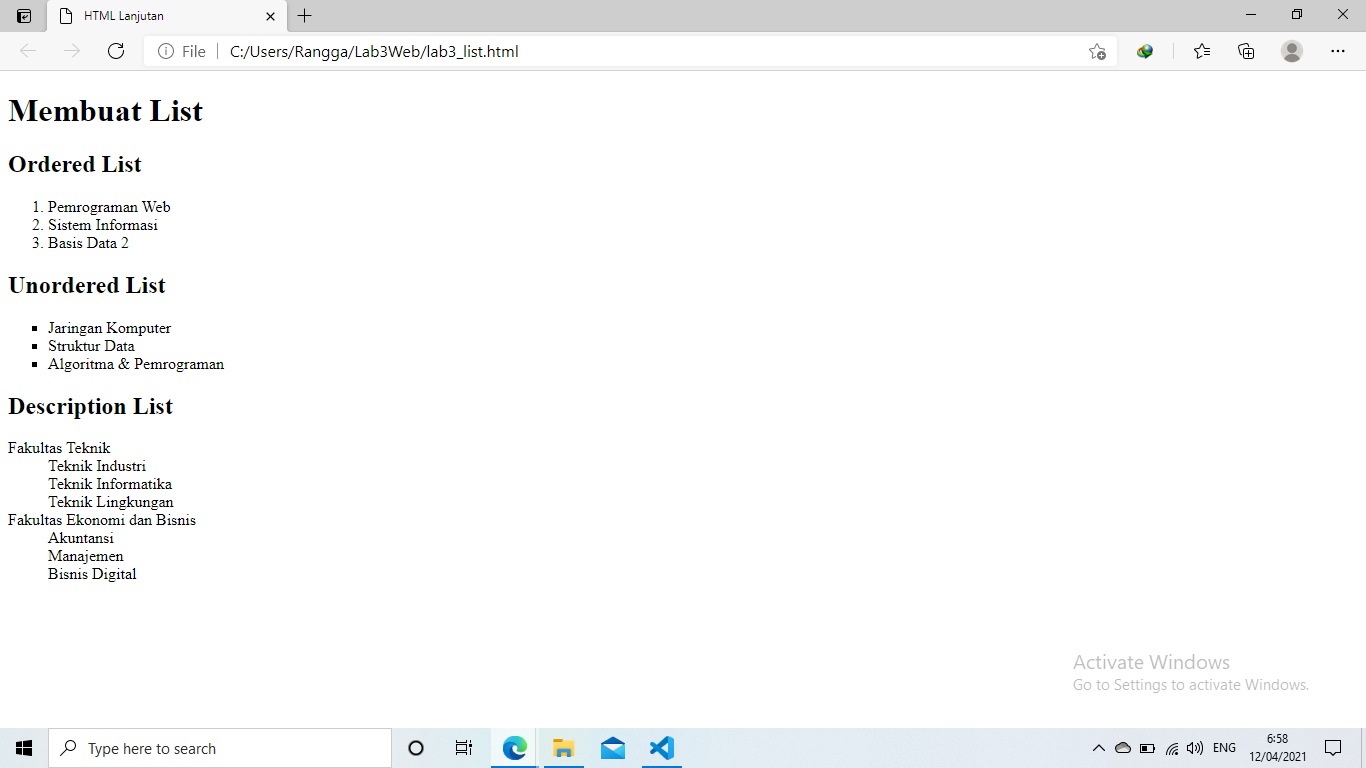 HTML Lanjutan
File
C:/Users/Rangga/Lab3Web/lab3_list.html
Membuat List
Ordered List
1. Pemrograman Web
2. Sistem Informasi
3. Basis Data 2
Unordered List
▪ Jaringan Komputer
▪ Struktur Data
▪ Algoritma & Pemrograman
Description List
Fakultas Teknik
Teknik Industri
Teknik Informatika
Teknik Lingkungan
Fakultas Ekonomi dan Bisnis
Akuntansi
Manajemen
Bisnis Digital
Activate Windows
Go to Settings to activate Windows.
Type here to search
ENG
6:58
12/04/2021